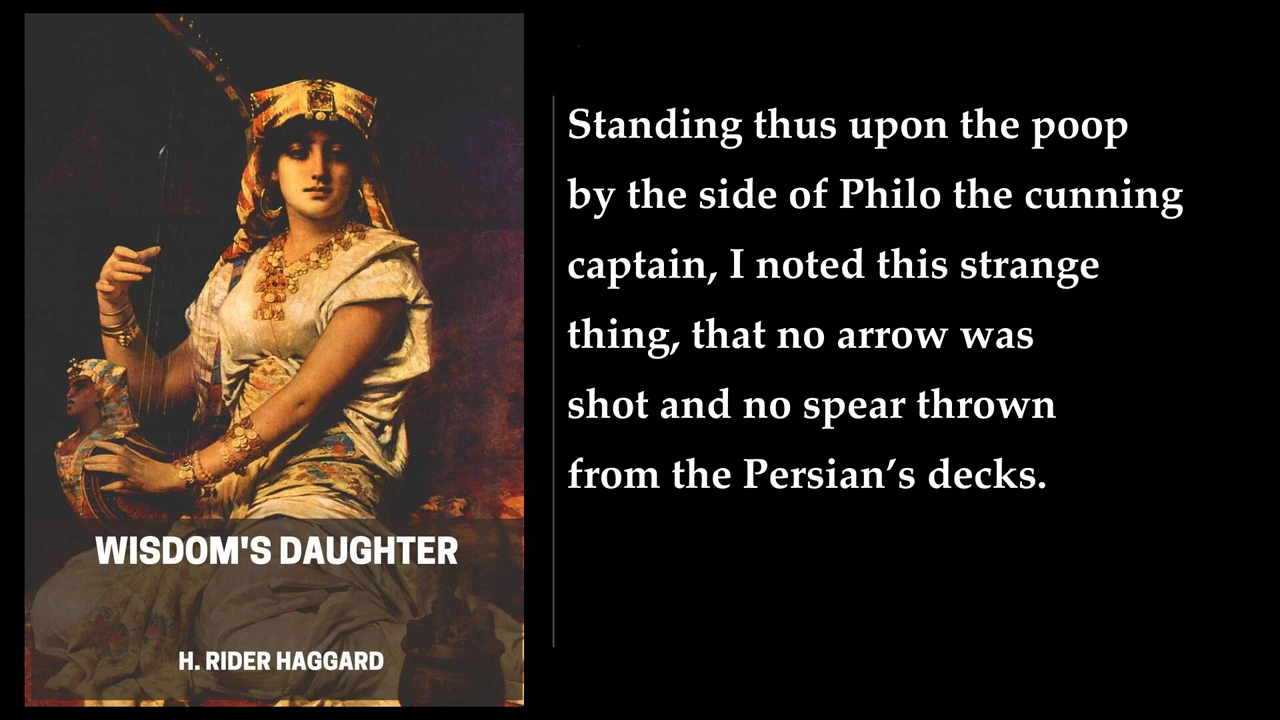 WISDOM'S DAUGHTER
H. RIDER HAGGARD
Standing thus upon the poop
by the side of Philo the cunning
captain, I noted this strange
thing, that no arrow was
shot and no spear thrown
from the Persian’s decks.